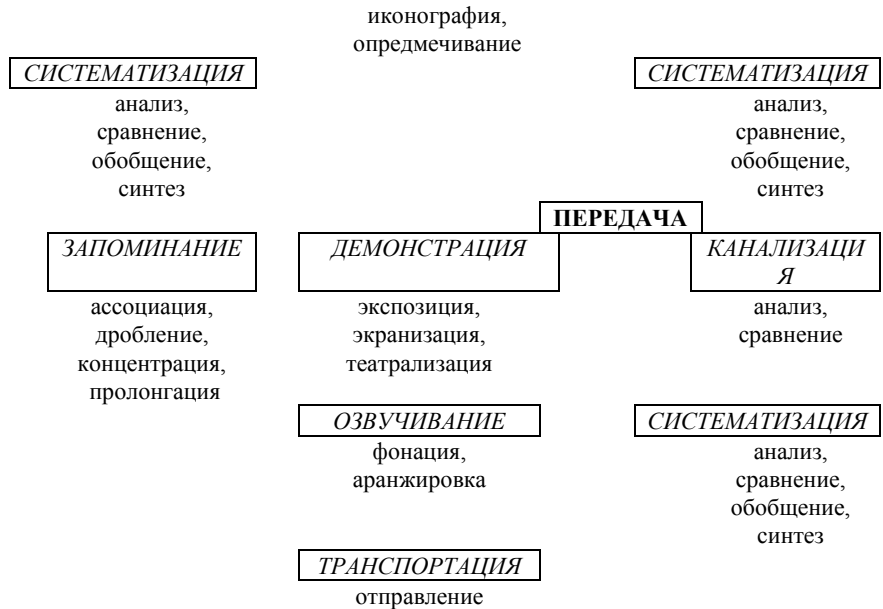 иконография,
опредмечивание
СИСТЕМАТИЗАЦИЯ СИСТЕМАТИЗАЦИЯ
анализ, анализ,
сравнение, сравнение,
обобщение, обобщение,
синтез синтез
ПЕРЕДАЧА
ЗАПОМИНАНИЕ ДЕМОНСТРАЦИЯ КАНАЛИЗАЦИ
Я
ассоциация, экспозиция, анализ,
дробление, экранизация, сравнение
концентрация, театрализация
пролонгация
ОЗВУЧИВАНИЕ СИСТЕМАТИЗАЦИЯ
фонация, анализ,
аранжировка сравнение,
обобщение,
синтез
ТРАНСПОРТАЦИЯ
отправление